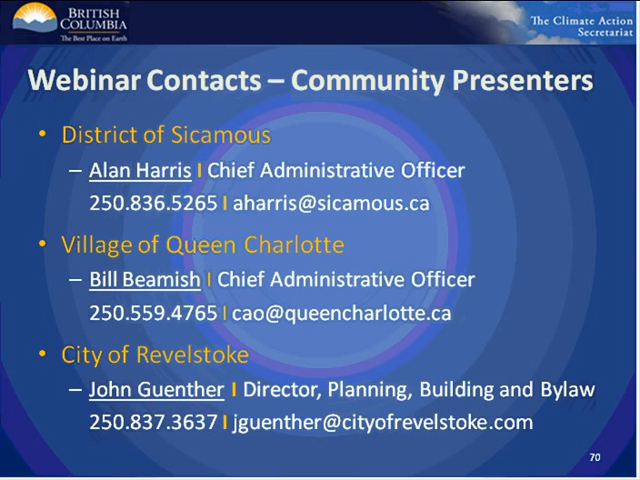 BRITISH
COLUMBIA
The Best Place on Earth
The Climate Action
Secretariat
Webinar Contacts – Community Presenters
• District of Sicamous
– Alan Harris I Chief Administrative Officer
250.836.5265 I aharris@sicamous.ca
• Village of Queen Charlotte
– Bill Beamish I Chief Administrative Officer
250.559.4765 I cao@queencharlotte.ca
• City of Revelstoke
– John Guenther I Director, Planning, Building and Bylaw
250.837.3637 I jguenther@cityofrevelstoke.com
70